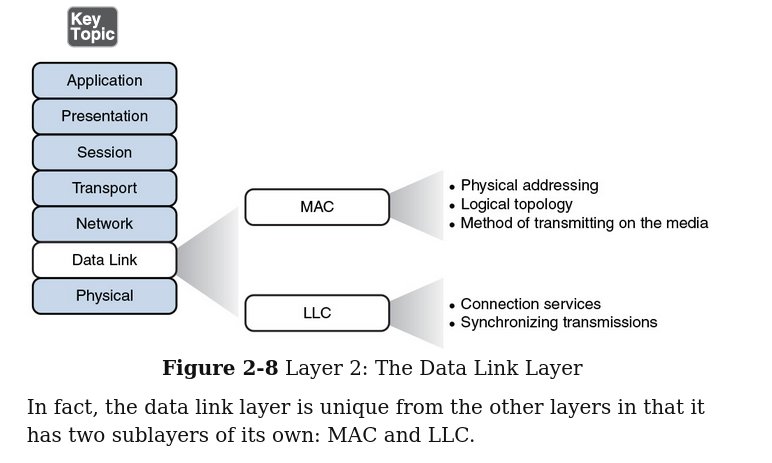 Key
Topic
Application
Presentation
Session
Transport
Network
Data Link
Physical
MAC
• Physical addressing
• Logical topology
• Method of transmitting on the media
LLC
• Connection services
• Synchronizing transmissions
Figure 2-8 Layer 2: The Data Link Layer
In fact, the data link layer is unique from the other layers in that it
has two sublayers of its own: MAC and LLC.